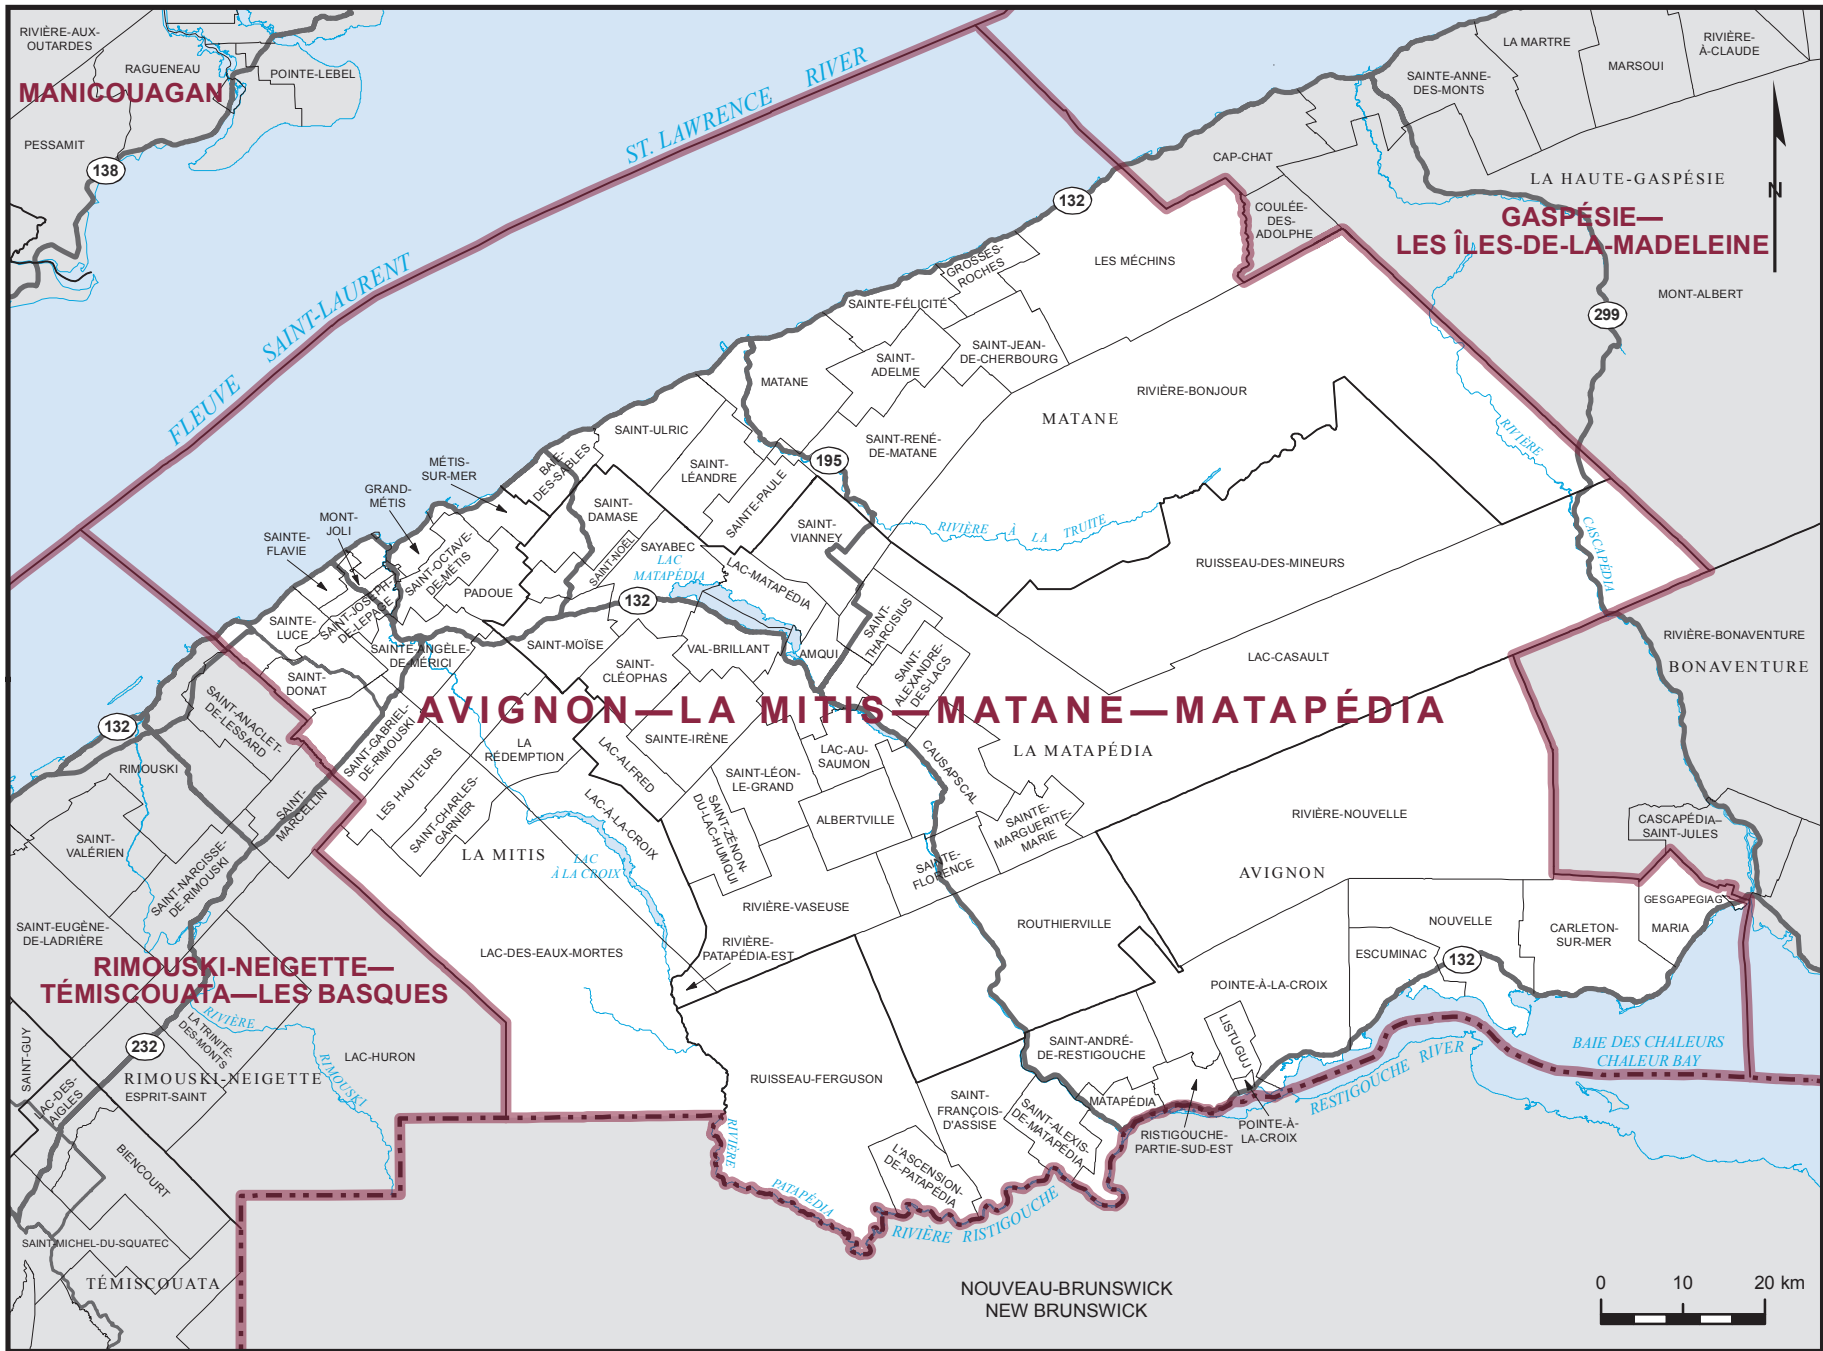 RIVIÈRE-AUX-
OUTARDES
RAGUENEAU
POINTE-LEBEL
MANICOUAGAN
PESSAMIT
138
ST. LAWRENCE RIVER
FLEUVE SAINT-LAURENT
LA MARTRE
RIVIÈRE-
À-CLAUDE
MARSOUI
SAINTE-ANNE-
DES-MONTS
CAP-CHAT
LA HAUTE-GASPÉSIE
N
COULÉE-
DES-
ADOLPHE
GASPÉSIE—
LES ÎLES-DE-LA-MADELEINE
MONT-ALBERT
299
132
LES MÉCHINS
GROSSES-
ROCHES
SAINTE-FÉLICITÉ
SAINT-JEAN-
DE-CHERBOURG
SAINT-
ADELME
MATANE
RIVIÈRE-BONJOUR
MATANE
SAINT-RENÉ-
DE-MATANE
SAINT-ULRIC
SAINT-
LÉANDRE
SAINTE-PAULE
195
BAIE-
DES-SABLES
MÉTIS-
SUR-MER
GRAND-
MÉTIS
MONT-
JOLI
SAINTE-
FLAVIE
SAINT-
DAMASE
SAINT-NOËL
SAYABEC
LAC
MATAPÉDIA
LAC-MATAPÉDIA
SAINT-
VIANNEY
RIVIÈRE À LA TRUITE
RUISSEAU-DES-MINEURS
RIVIÈRE
CASCAPÉDIA
SAINT-OCTAVE-
DE-MÉTIS
PADOUE
SAINT-JOSEPH-
DE-LEPAGE
SAINTE-
LUCE
SAINTE-ANGÈLE-
DE-MÉRICI
132
SAINT-MOÏSE
SAINT-
CLÉOPHAS
VAL-BRILLANT
AMQUI
SAINT-
THARCISIUS
SAINT-
ALEXANDRE-
DES-LACS
LAC-CASAULT
RIVIÈRE-BONAVENTURE
BONAVENTURE
SAINT-
DONAT
SAINT-ANACLET-
DE-LESSARD
132
RIMOUSKI
SAINT-GABRIEL-
DE-RIMOUSKI
AVIGNON—LA MITIS—MATANE—MATAPÉDIA
LES HAUTEURS
LA
RÉDEMPTION
LAC-ALFRED
SAINTE-IRÈNE
LAC-AU-
SAUMON
CAUSAPSCAL
LA MATAPÉDIA
SAINT-LÉON-
LE-GRAND
SAINT-
MARCELLIN
SAINT-CHARLES-
GARNIER
LA MITIS
LAC-À-LA-CROIX
LAC
À LA CROIX
SAINT-ZÉNON-
DU-LAC-HUMQUI
ALBERTVILLE
SAINTE-
MARGUERITE-
MARIE
SAINTE-
FLORENCE
RIVIÈRE-NOUVELLE
AVIGNON
CASCAPÉDIA–
SAINT-JULES
SAINT-
VALÉRIEN
SAINT-NARCISSE-
DE-RIMOUSKI
SAINT-EUGÈNE-
DE-LADRIÈRE
RIVIÈRE-VASEUSE
RIVIÈRE-
PATAPÉDIA-EST
LAC-DES-EAUX-MORTES
ROUTHIERVILLE
GESGAPEGIAG
MARIA
NOUVELLE
CARLETON-
SUR-MER
ESCUMINAC
132
POINTE-À-LA-CROIX
RIMOUSKI-NEIGETTE—
TÉMISCOUATA—LES BASQUES
RIVIÈRE
RIMOUSKI
LA TRINITÉ-
DES-MONTS
LAC-HURON
SAINT-GUY
232
LAC-DES-
AIGLES
RIMOUSKI-NEIGETTE
ESPRIT-SAINT
BIENCOURT
SAINT-MICHEL-DU-SQUATEC
TÉMISCOUATA
SAINT-ANDRÉ-
DE-RESTIGOUCHE
LISTUGUJ
RUISSEAU-FERGUSON
SAINT-
FRANÇOIS-
D'ASSISE
SAINT-ALEXIS-
DE-MATAPÉDIA
MATAPÉDIA
RISTIGOUCHE-
PARTIE-SUD-EST
POINTE-À-
LA-CROIX
L'ASCENSION-
DE-PATAPÉDIA
RESTIGOUCHE RIVER
BAIE DES CHALEURS
CHALEUR BAY
RIVIÈRE
PATAPÉDIA
RIVIÈRE RISTIGOUCHE
NOUVEAU-BRUNSWICK
NEW BRUNSWICK
0 10 20 km